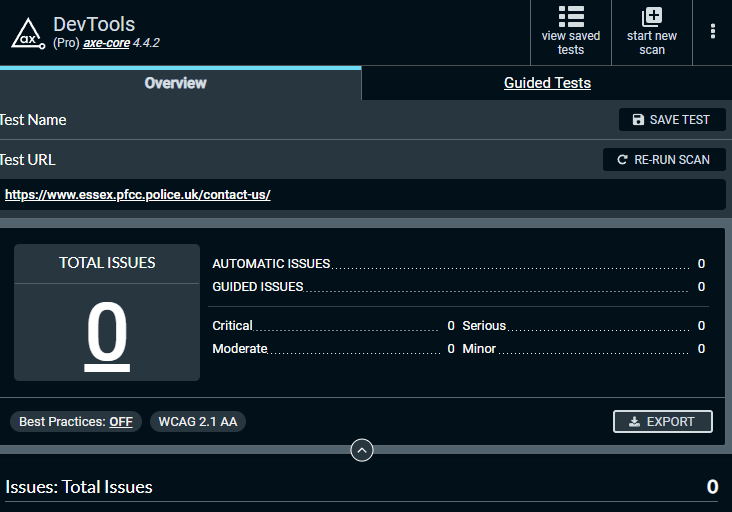 ax
DevTools
(Pro) axe-core 4.4.2
view saved tests
start new scan
Overview
Guided Tests
Test Name
SAVE TEST
Test URL
RE-RUN SCAN
https://www.essex.pfcc.police.uk/contact-us/
TOTAL ISSUES
0
AUTOMATIC ISSUES 0
GUIDED ISSUES 0
Critical 0 Serious 0
Moderate 0 Minor 0
Best Practices: OFF
WCAG 2.1 AA
EXPORT
Issues: Total Issues 0